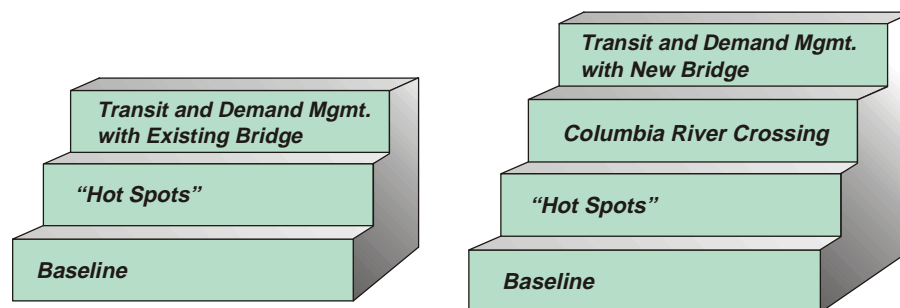 Transit and Demand Mgmt.
with Existing Bridge
“Hot Spots”
Baseline
Transit and Demand Mgmt.
with New Bridge
Columbia River Crossing
“Hot Spots”
Baseline